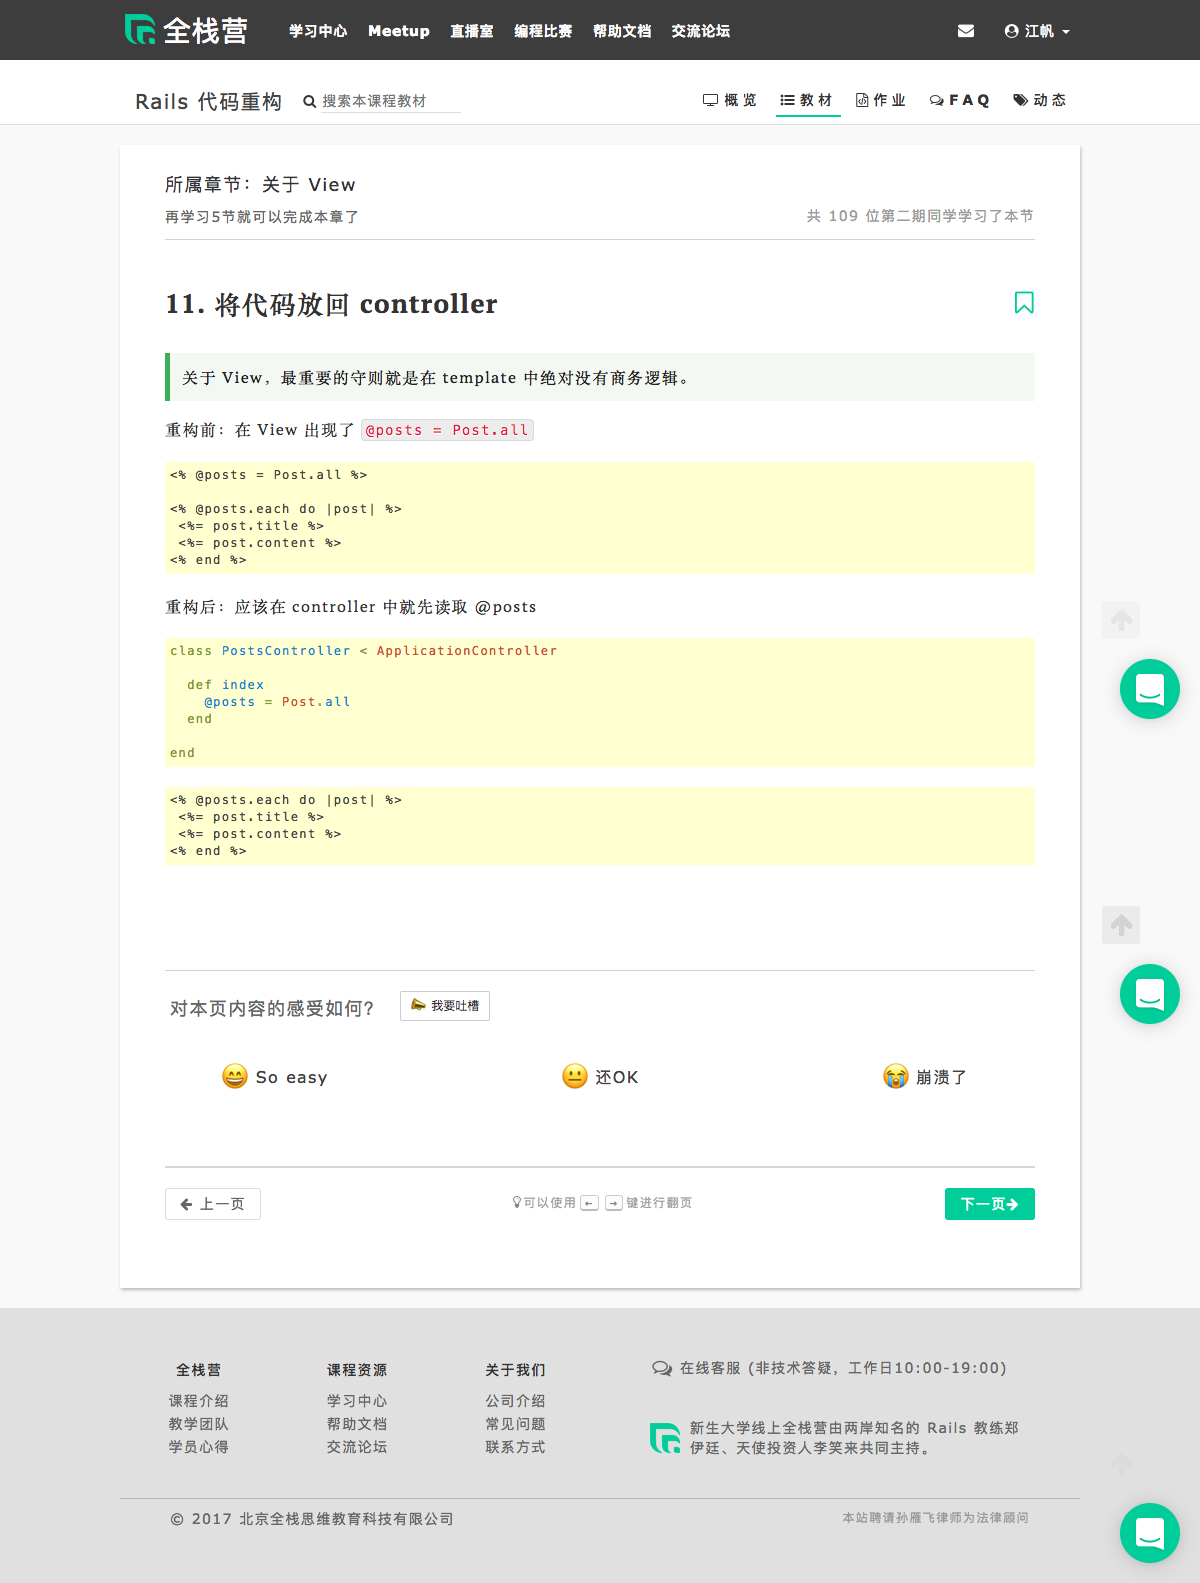 全栈营 学习中心 Meetup 直播室 编程比赛 帮助文档 交流论坛 江帆
Rails 代码重构 搜索本课程教材 概览 教材 作业 FAQ 动态
所属章节：关于 View
再学习5节就可以完成本章了 共 109 位第二期同学学习了本节
11. 将代码放回 controller
关于 View，最重要的守则就是在 template 中绝对没有商务逻辑。
重构前：在 View 出现了 @posts = Post.all
<% @posts = Post.all %>
<% @posts.each do |post| %>
<%= post.title %>
<%= post.content %>
<% end %>
重构后：应该在 controller 中就先读取 @posts
class PostsController < ApplicationController
def index
@posts = Post.all
end
end
<% @posts.each do |post| %>
<%= post.title %>
<%= post.content %>
<% end %>
对本页内容的感受如何? 我要吐槽
So easy 还OK 崩溃了
← 上一页 可以使用 ← → 键进行翻页 下一页→
全栈营 课程资源 关于我们 在线客服 (非技术答疑，工作日10:00-19:00)
课程介绍 学习中心 公司介绍
教学团队 帮助文档 常见问题 新生大学线上全栈营由两岸知名的 Rails 教练郑
学员心得 交流论坛 联系方式 伊廷、天使投资人李笑来共同主持。
© 2017 北京全栈思维教育科技有限公司 本站聘请孙雁飞律师为法律顾问